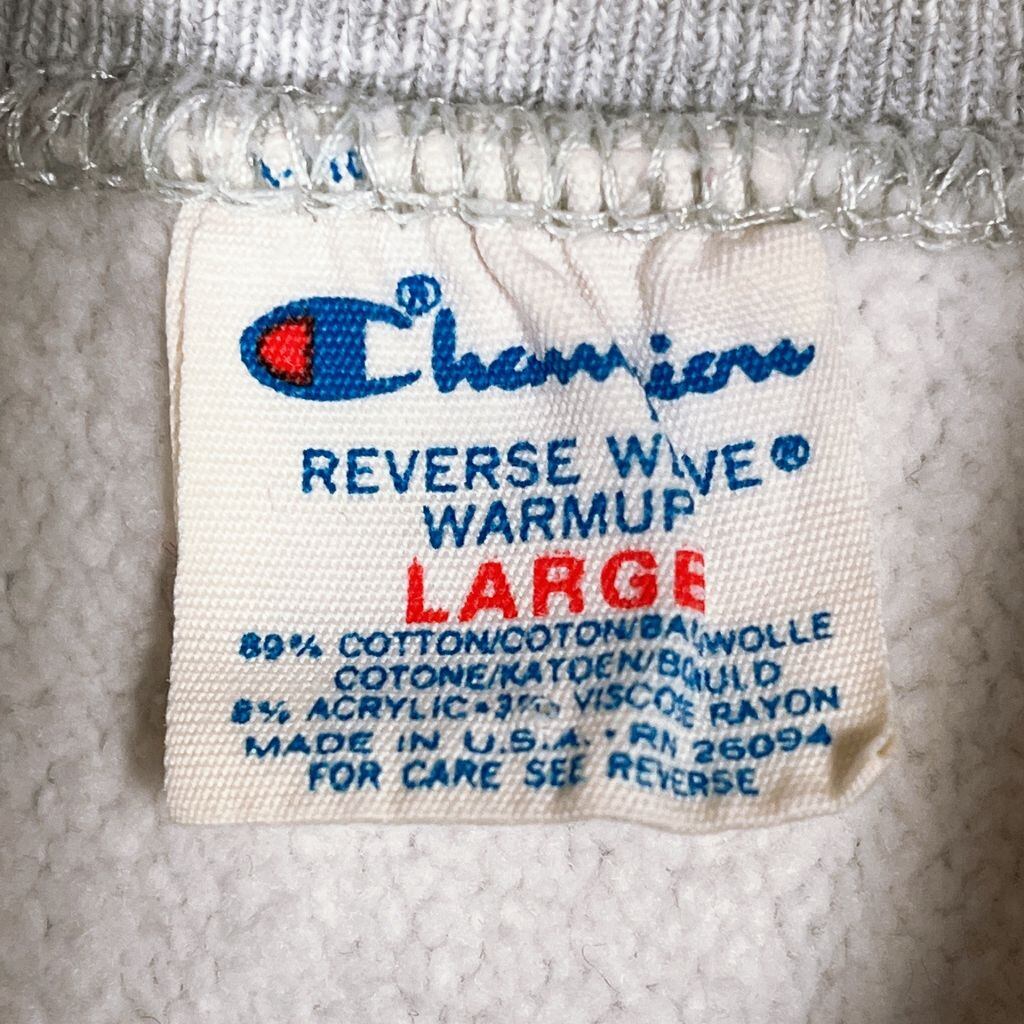 Champion®
REVERSE WEAVE®
WARMUP
LARGE
89% COTTON/COTON/BAUMWOLLE
COTONE/KATOEN/BOMULD
8% ACRYLIC • 3% VISCOSE RAYON
MADE IN U.S.A. • RN 26094
FOR CARE SEE REVERSE